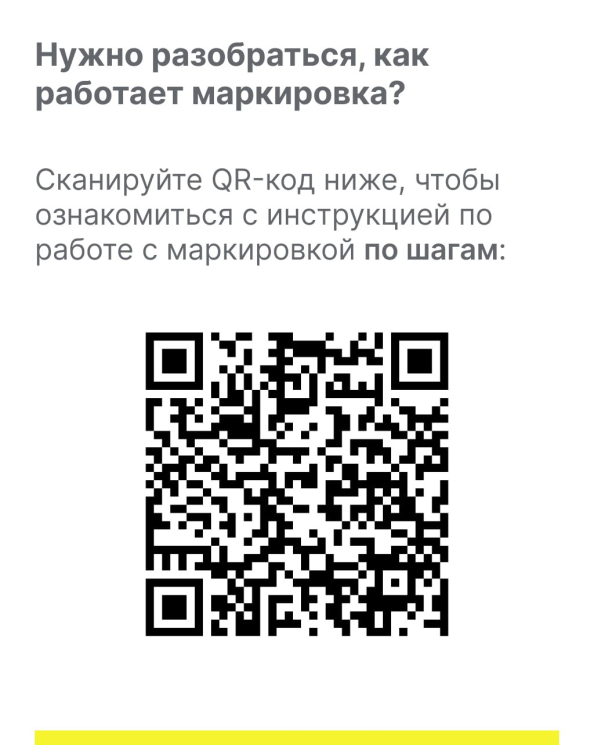 Нужно разобраться, как
работает маркировка?
Сканируйте QR-код ниже, чтобы
ознакомиться с инструкцией по
работе с маркировкой по шагам: